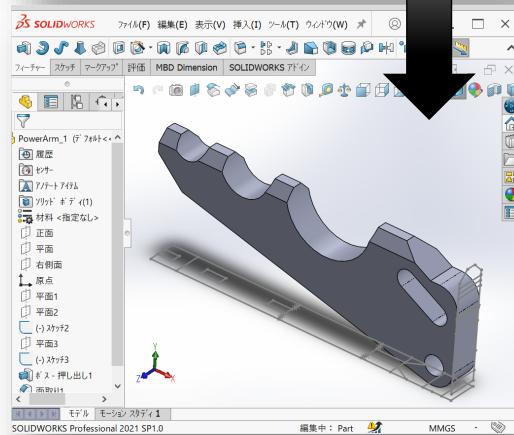 SOLIDWORKS
ファイル(F) 編集(E) 表示(V) 挿入(I) ツール(T) ウィンドウ(W)
フィーチャー スケッチ マークアップ 評価 MBD Dimension SOLIDWORKS アドイン
PowerArm_1 (デフォルト<<
履歴
センサー
アノテート アイテム
ソリッド ボディ(1)
材料 <指定なし>
正面
平面
右側面
原点
平面1
平面2
(-) スケッチ2
平面3
(-) スケッチ3
ボス - 押し出し1
面取り1
Y
Z X
モデル モーション スタディ 1
SOLIDWORKS Professional 2021 SP1.0 編集中: Part MMGS -